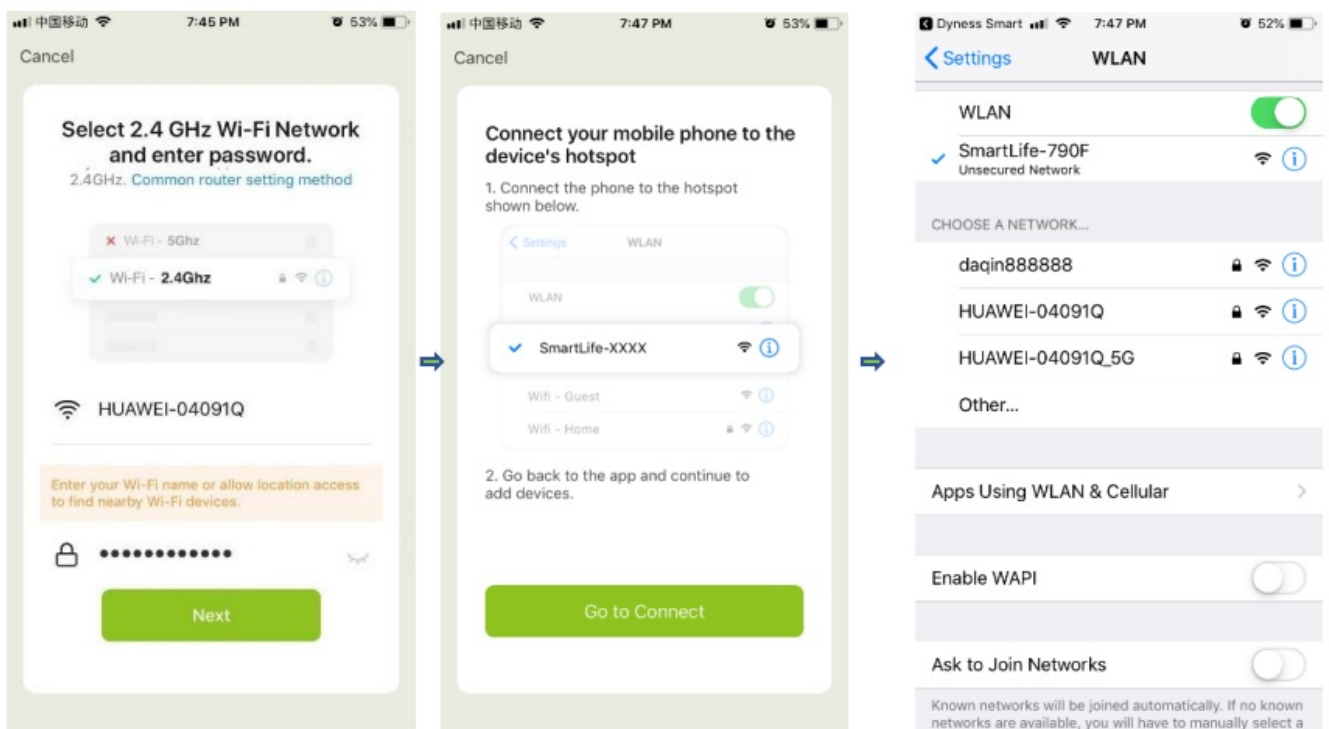 中国移动 7:45 PM 53%
Cancel
Select 2.4 GHz Wi-Fi Network
and enter password.
2.4GHz. Common router setting method
Wi-Fi - 5Ghz
Wi-Fi - 2.4Ghz
HUAWEI-04091Q
Enter your Wi-Fi name or allow location access
to find nearby Wi-Fi devices.
Next
中国移动 7:47 PM 53%
Cancel
Connect your mobile phone to the
device's hotspot
1. Connect the phone to the hotspot
shown below.
Settings WLAN
WLAN
SmartLife-XXXX
Wifi - Guest
Wifi - Home
2. Go back to the app and continue to
add devices.
Go to Connect
Dyness Smart 7:47 PM 52%
Settings WLAN
WLAN
SmartLife-790F
Unsecured Network
CHOOSE A NETWORK...
daqin888888
HUAWEI-04091Q
HUAWEI-04091Q_5G
Other...
Apps Using WLAN & Cellular
Enable WAPI
Ask to Join Networks
Known networks will be joined automatically. If no known
networks are available, you will have to manually select a